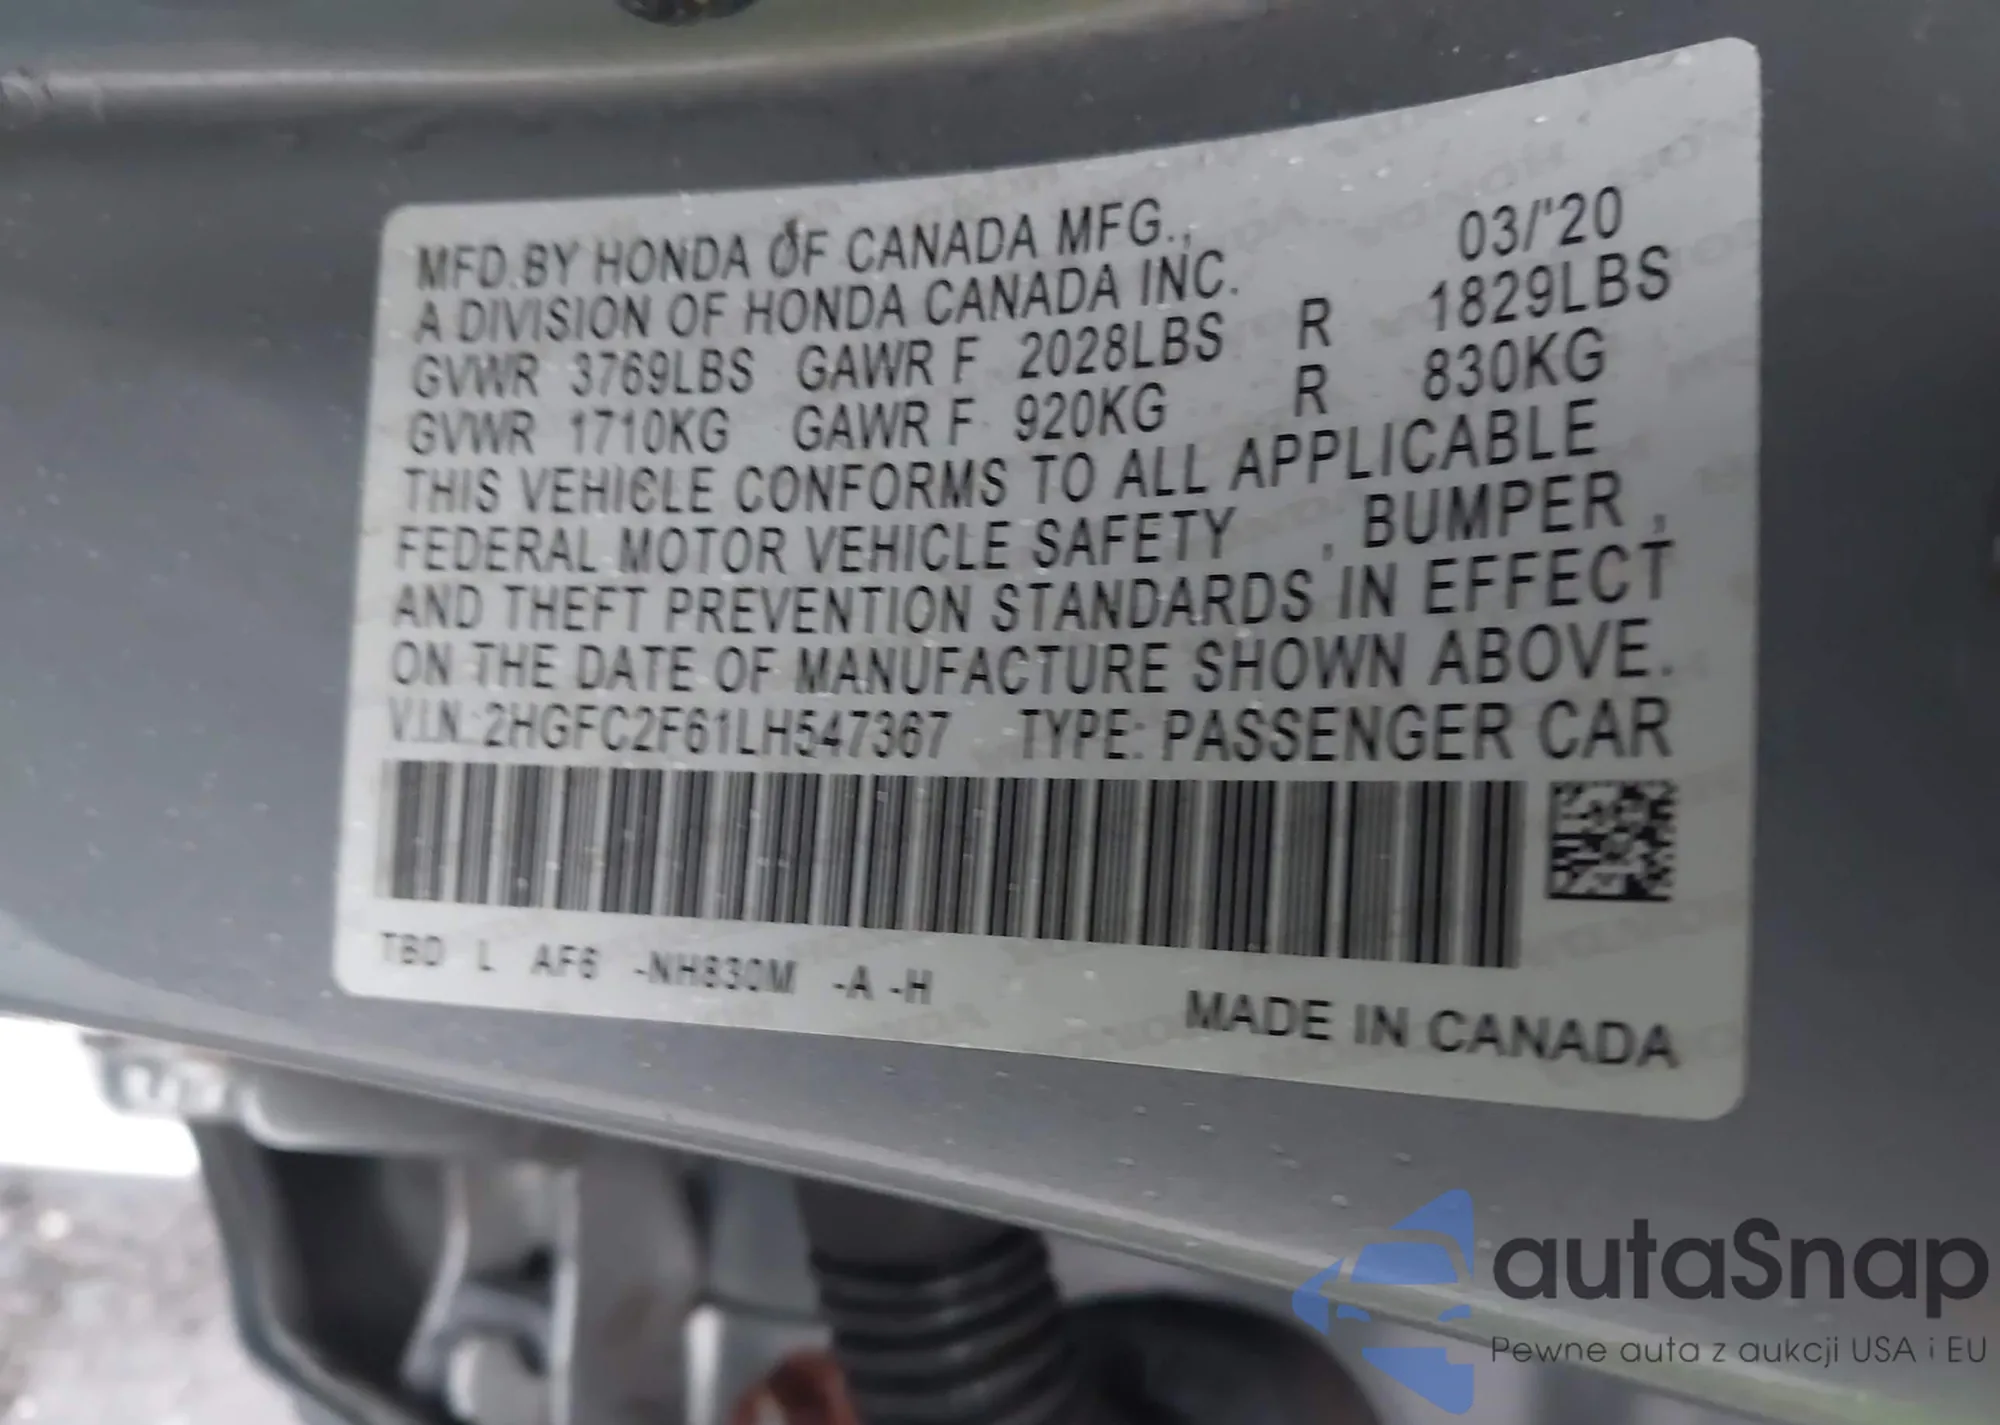 MFD.BY HONDA OF CANADA MFG., 03/'20
A DIVISION OF HONDA CANADA INC.
GVWR 3769LBS GAWR F 2028LBS R 1829LBS
GVWR 1710KG GAWR F 920KG R 830KG
THIS VEHICLE CONFORMS TO ALL APPLICABLE
FEDERAL MOTOR VEHICLE SAFETY , BUMPER ,
AND THEFT PREVENTION STANDARDS IN EFFECT
ON THE DATE OF MANUFACTURE SHOWN ABOVE.
V.I.N.:2HGFC2F61LH547367 TYPE: PASSENGER CAR
TBD L AF6 -NH830M -A -H
MADE IN CANADA
autaSnap
Pewne auta z aukcji USA i EU